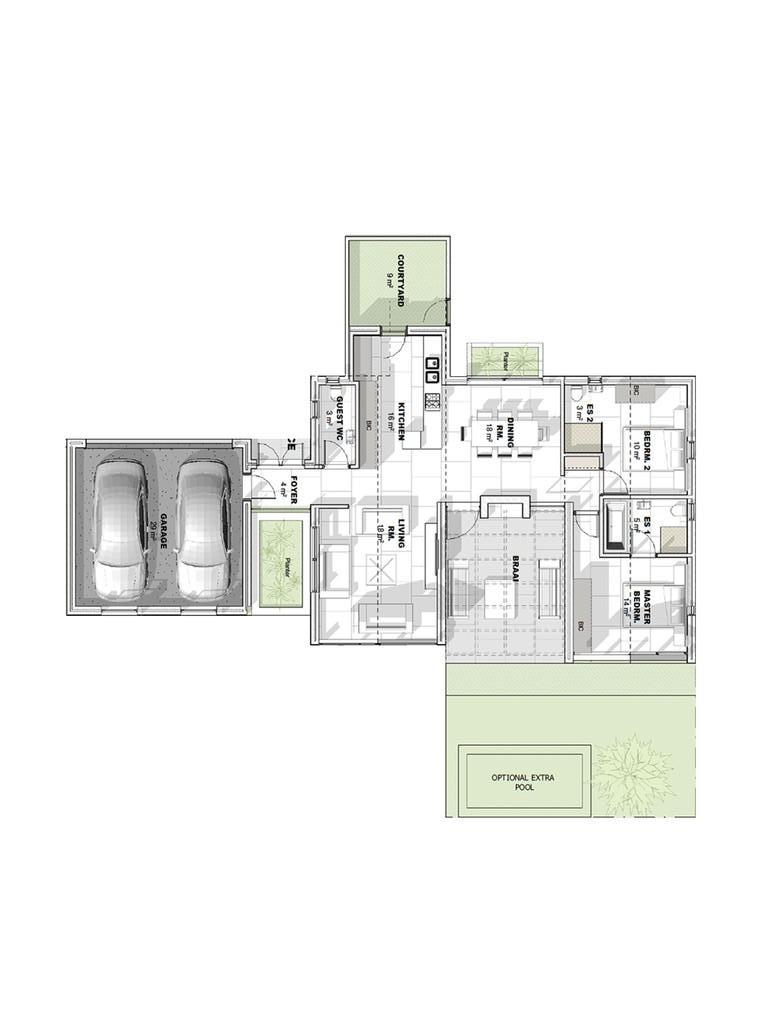 COURTYARD
9 m²
Planter
GUEST WC
3 m²
BIC
KITCHEN
16 m²
DINING
RM.
18 m²
ES 2
3 m²
BIC
BEDRM. 2
10 m²
FOYER
4 m²
GARAGE
29 m²
Planter
LIVING
RM.
18 m²
BRAAI
ES 1
5 m²
BIC
MASTER
BEDRM.
14 m²
OPTIONAL EXTRA
POOL